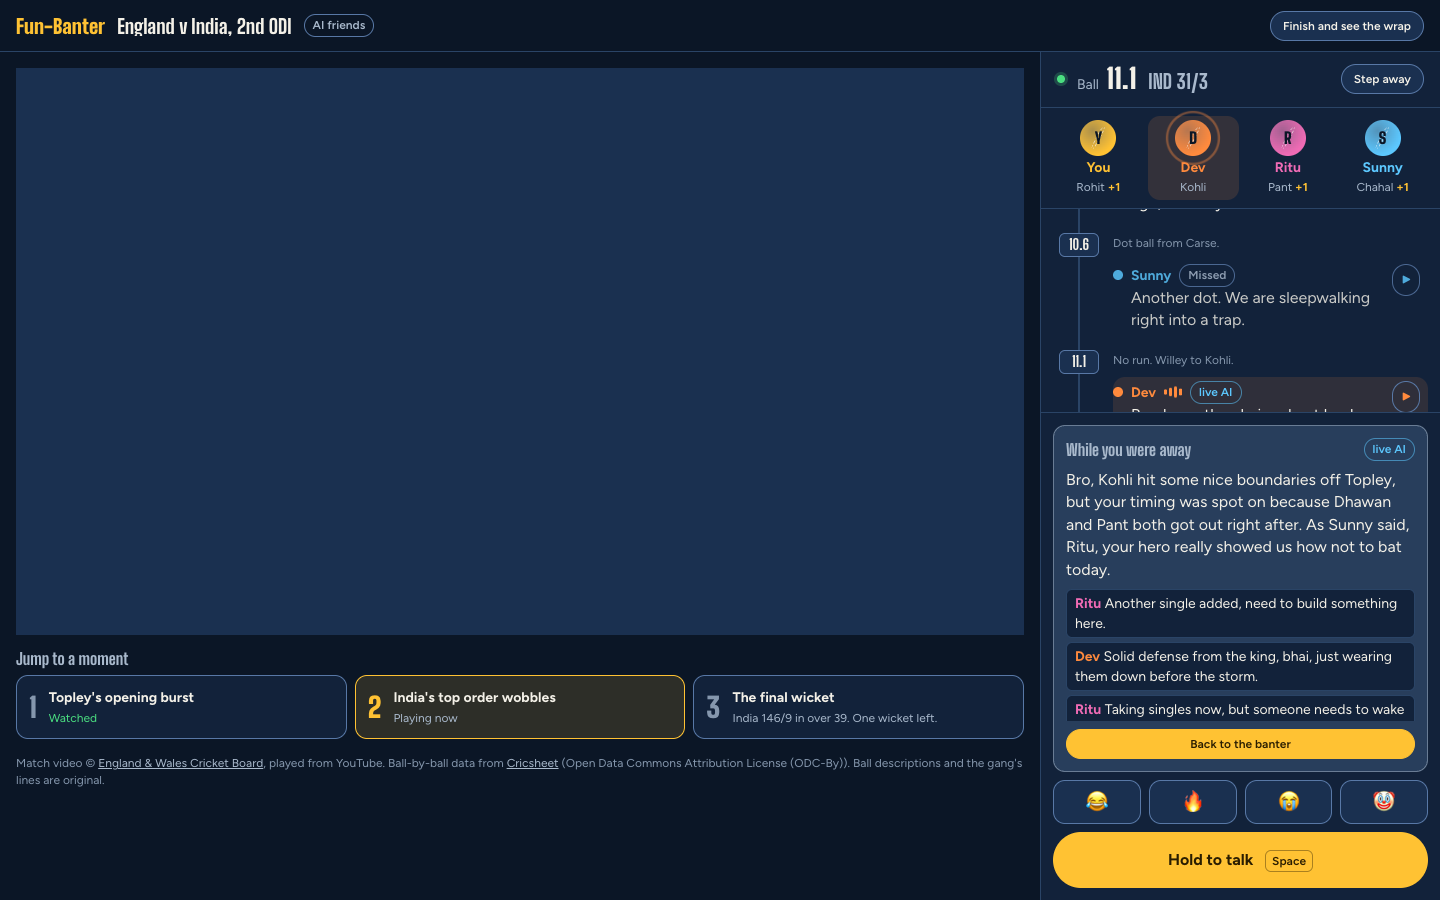 Fun-Banter England v India, 2nd ODI AI friends
Finish and see the wrap
Jump to a moment
1 Topley's opening burst
Watched
2 India's top order wobbles
Playing now
3 The final wicket
India 146/9 in over 39. One wicket left.
Match video © England & Wales Cricket Board, played from YouTube. Ball-by-ball data from Cricsheet (Open Data Commons Attribution License (ODC-By)). Ball descriptions and the gang's
lines are original.
Ball 11.1 IND 31/3 Step away
Y D R S
You Dev Ritu Sunny
Rohit +1 Kohli Pant +1 Chahal +1
10.6 Dot ball from Carse.
Sunny Missed
Another dot. We are sleepwalking
right into a trap.
11.1 No run. Willey to Kohli.
Dev live AI
While you were away live AI
Bro, Kohli hit some nice boundaries off Topley,
but your timing was spot on because Dhawan
and Pant both got out right after. As Sunny said,
Ritu, your hero really showed us how not to bat
today.
Ritu Another single added, need to build something
here.
Dev Solid defense from the king, bhai, just wearing
them down before the storm.
Ritu Taking singles now, but someone needs to wake
Back to the banter
Hold to talk Space